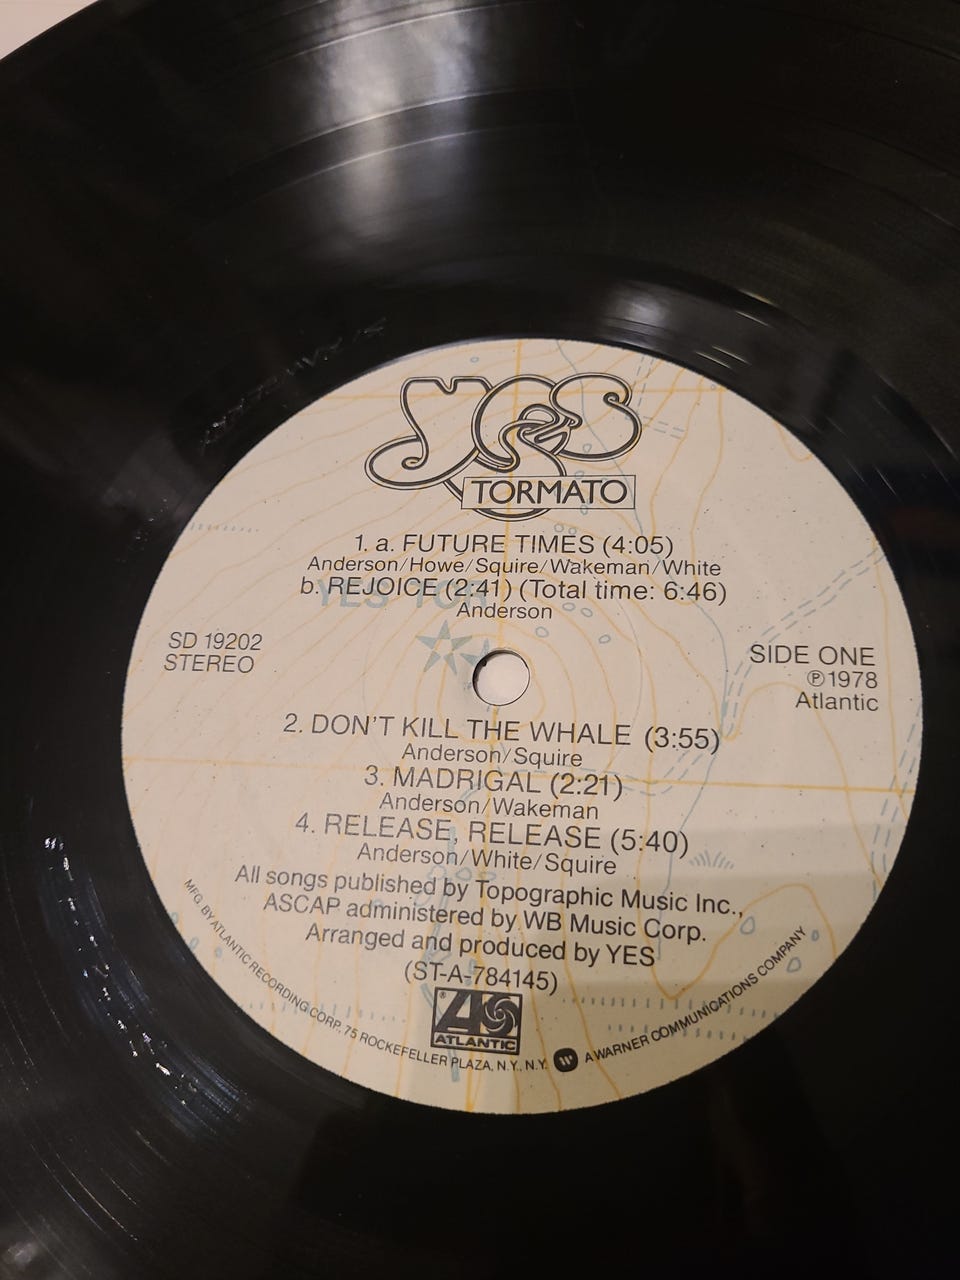 YES
TORMATO
1. a. FUTURE TIMES (4:05)
Anderson/Howe/Squire/Wakeman/White
b. REJOICE (2:41) (Total time: 6:46)
Anderson
YES TOR
SD 19202
STEREO
SIDE ONE
℗1978
Atlantic
2. DON'T KILL THE WHALE (3:55)
Anderson/Squire
3. MADRIGAL (2:21)
Anderson/Wakeman
4. RELEASE, RELEASE (5:40)
Anderson/White/Squire
All songs published by Topographic Music Inc.,
ASCAP administered by WB Music Corp.
Arranged and produced by YES
(ST-A-784145)
® A
ATLANTIC
MFG. BY ATLANTIC RECORDING CORP., 75 ROCKEFELLER PLAZA, N.Y., N.Y. W A WARNER COMMUNICATIONS COMPANY